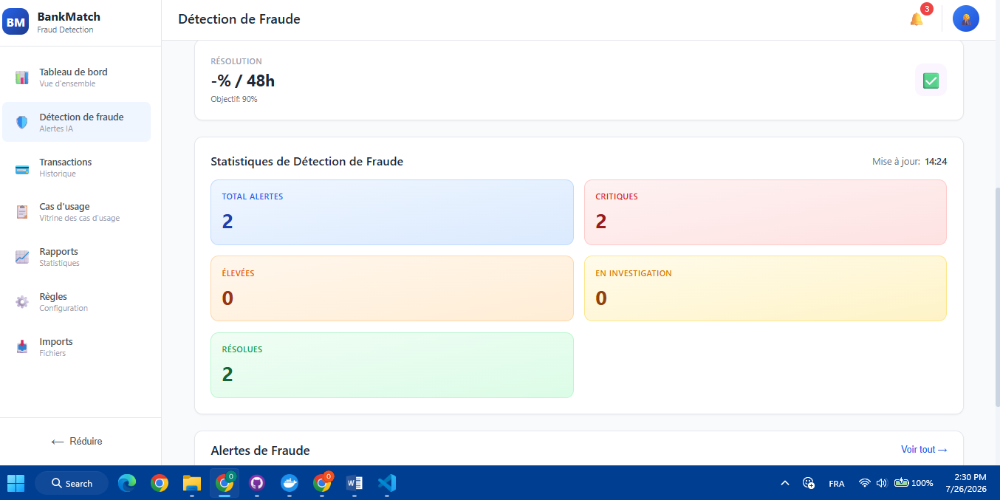 BM
BankMatch
Fraud Detection
Détection de Fraude
3
Tableau de bord
Vue d'ensemble
Détection de fraude
Alertes IA
Transactions
Historique
Cas d'usage
Vitrine des cas d'usage
Rapports
Statistiques
Règles
Configuration
Imports
Fichiers
← Réduire
RÉSOLUTION
-% / 48h
Objectif: 90%
Statistiques de Détection de Fraude
Mise à jour: 14:24
TOTAL ALERTES
2
CRITIQUES
2
ÉLEVÉES
0
EN INVESTIGATION
0
RÉSOLUES
2
Alertes de Fraude
Voir tout →
Search
0
0
W
FRA
100%
2:30 PM
7/26/2026